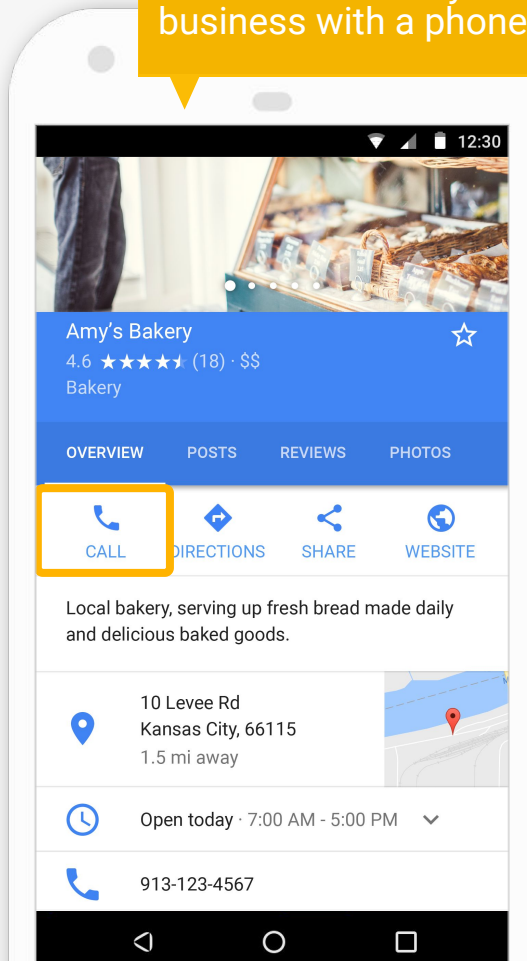 business with a phone
12:30
Amy's Bakery
4.6 (18) · $$
Bakery
OVERVIEW POSTS REVIEWS PHOTOS
CALL DIRECTIONS SHARE WEBSITE
Local bakery, serving up fresh bread made daily
and delicious baked goods.
10 Levee Rd
Kansas City, 66115
1.5 mi away
Open today · 7:00 AM - 5:00 PM
913-123-4567